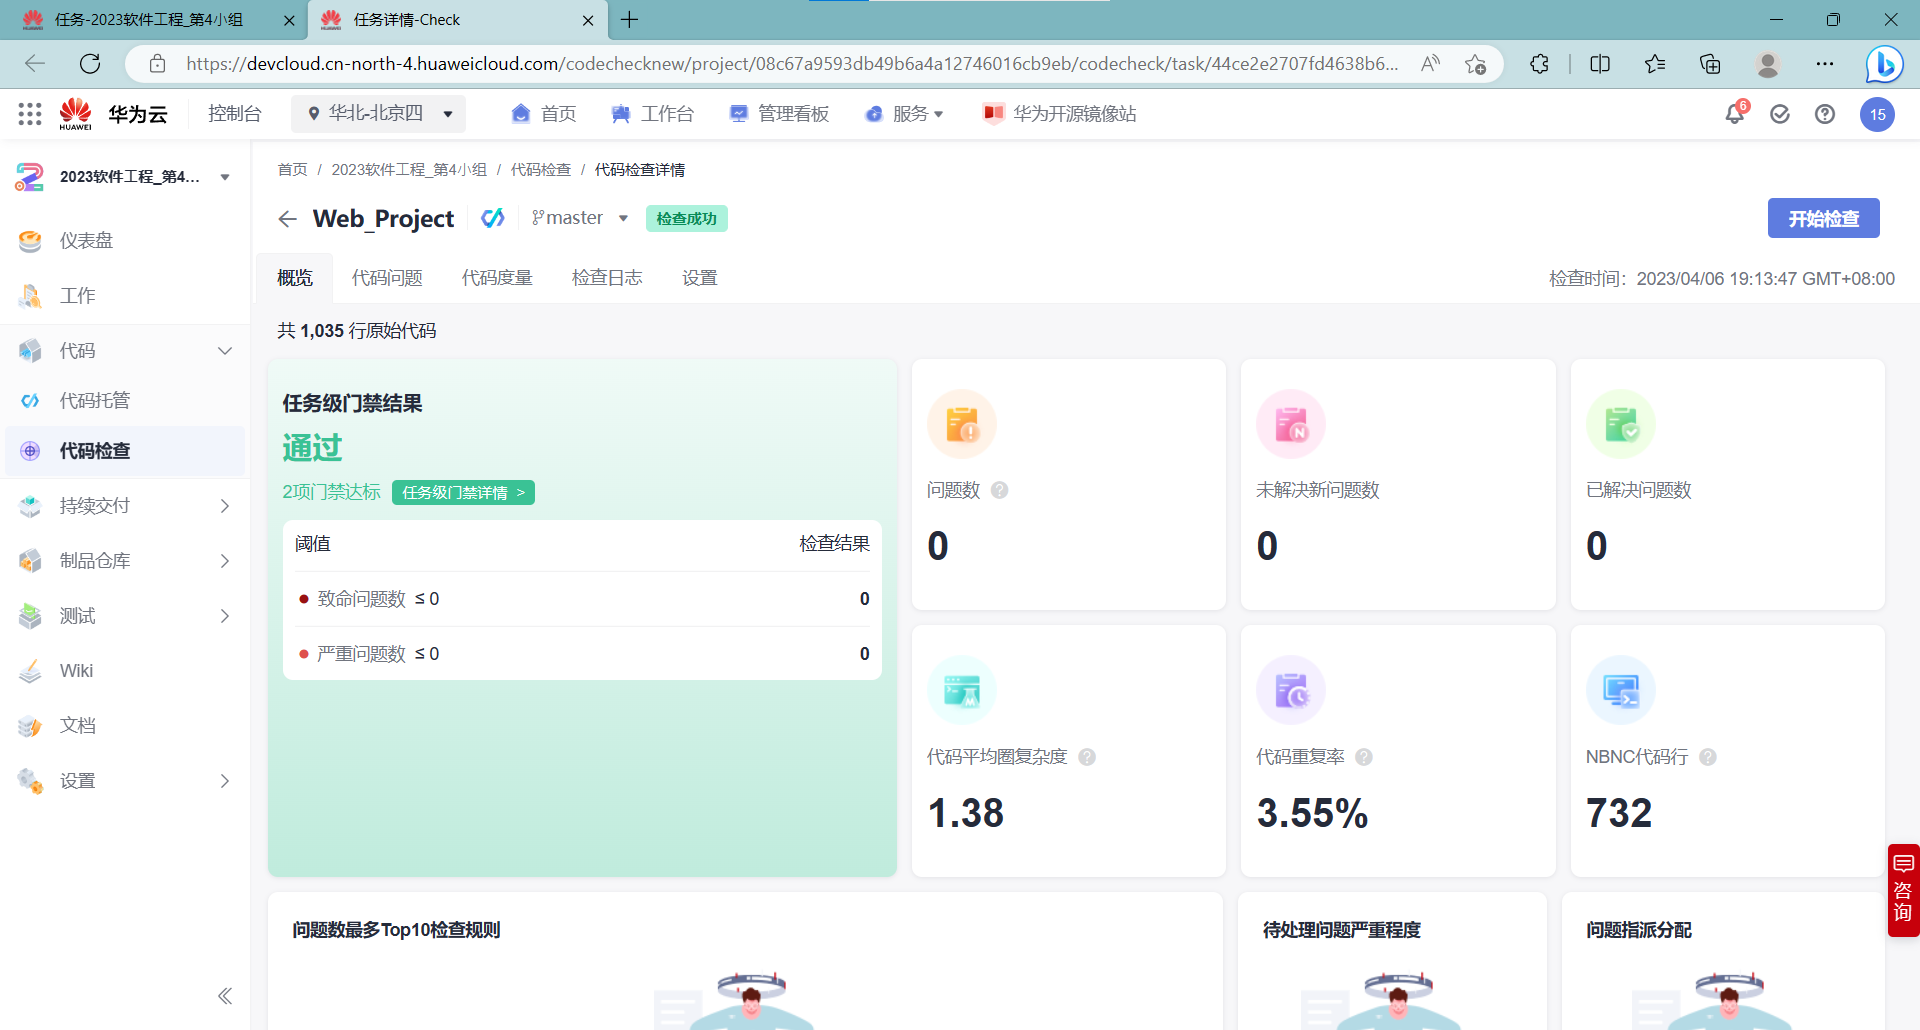 任务-2023软件工程_第4小组
任务详情-Check
https://devcloud.cn-north-4.huaweicloud.com/codechecknew/project/08c67a9593db49b6a4a12746016cb9eb/codecheck/task/44ce2e2707fd4638b6...
HUAWEI
华为云
控制台
华北-北京四
首页
工作台
管理看板
服务
华为开源镜像站
6
15
2023软件工程_第4...
仪表盘
工作
代码
代码托管
代码检查
持续交付
制品仓库
测试
Wiki
文档
设置
首页 / 2023软件工程_第4小组 / 代码检查 / 代码检查详情
Web_Project
master
检查成功
开始检查
概览
代码问题
代码度量
检查日志
设置
检查时间：2023/04/06 19:13:47 GMT+08:00
共 1,035 行原始代码
任务级门禁结果
通过
2项门禁达标
任务级门禁详情 >
阈值
检查结果
致命问题数 ≤ 0
0
严重问题数 ≤ 0
0
问题数
0
未解决新问题数
0
已解决问题数
0
代码平均圈复杂度
1.38
代码重复率
3.55%
NBNC代码行
732
问题数最多Top10检查规则
待处理问题严重程度
问题指派分配
咨询